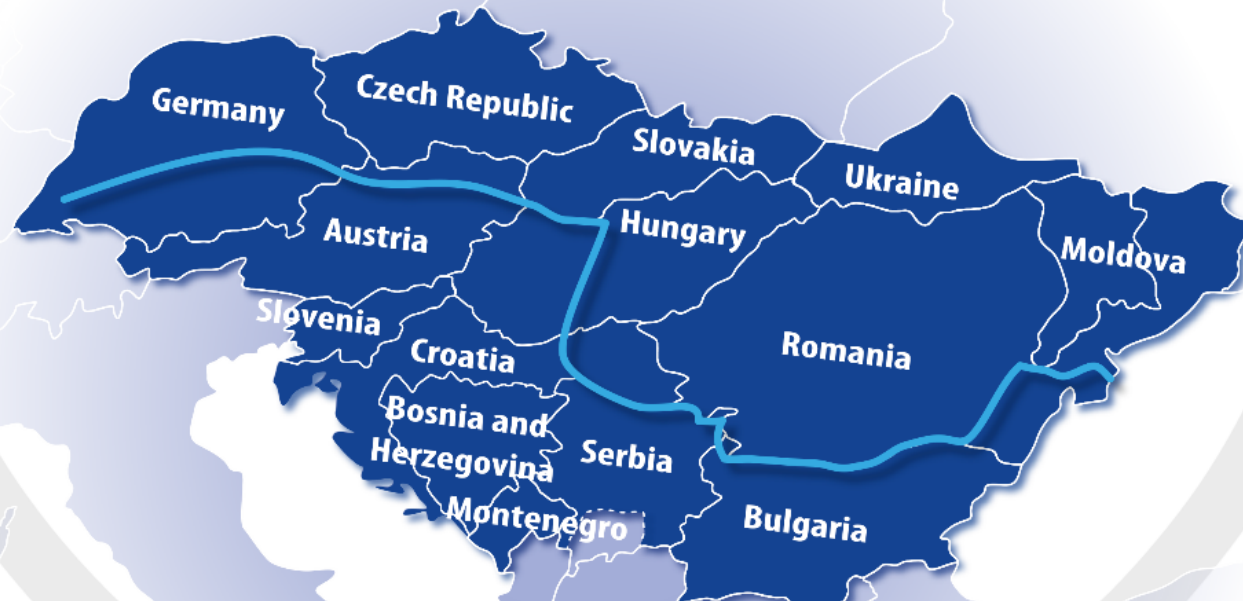 Germany
Czech Republic
Slovakia
Ukraine
Austria
Hungary
Moldova
Slovenia
Croatia
Romania
Bosnia and
Herzegovina
Serbia
Montenegro
Bulgaria